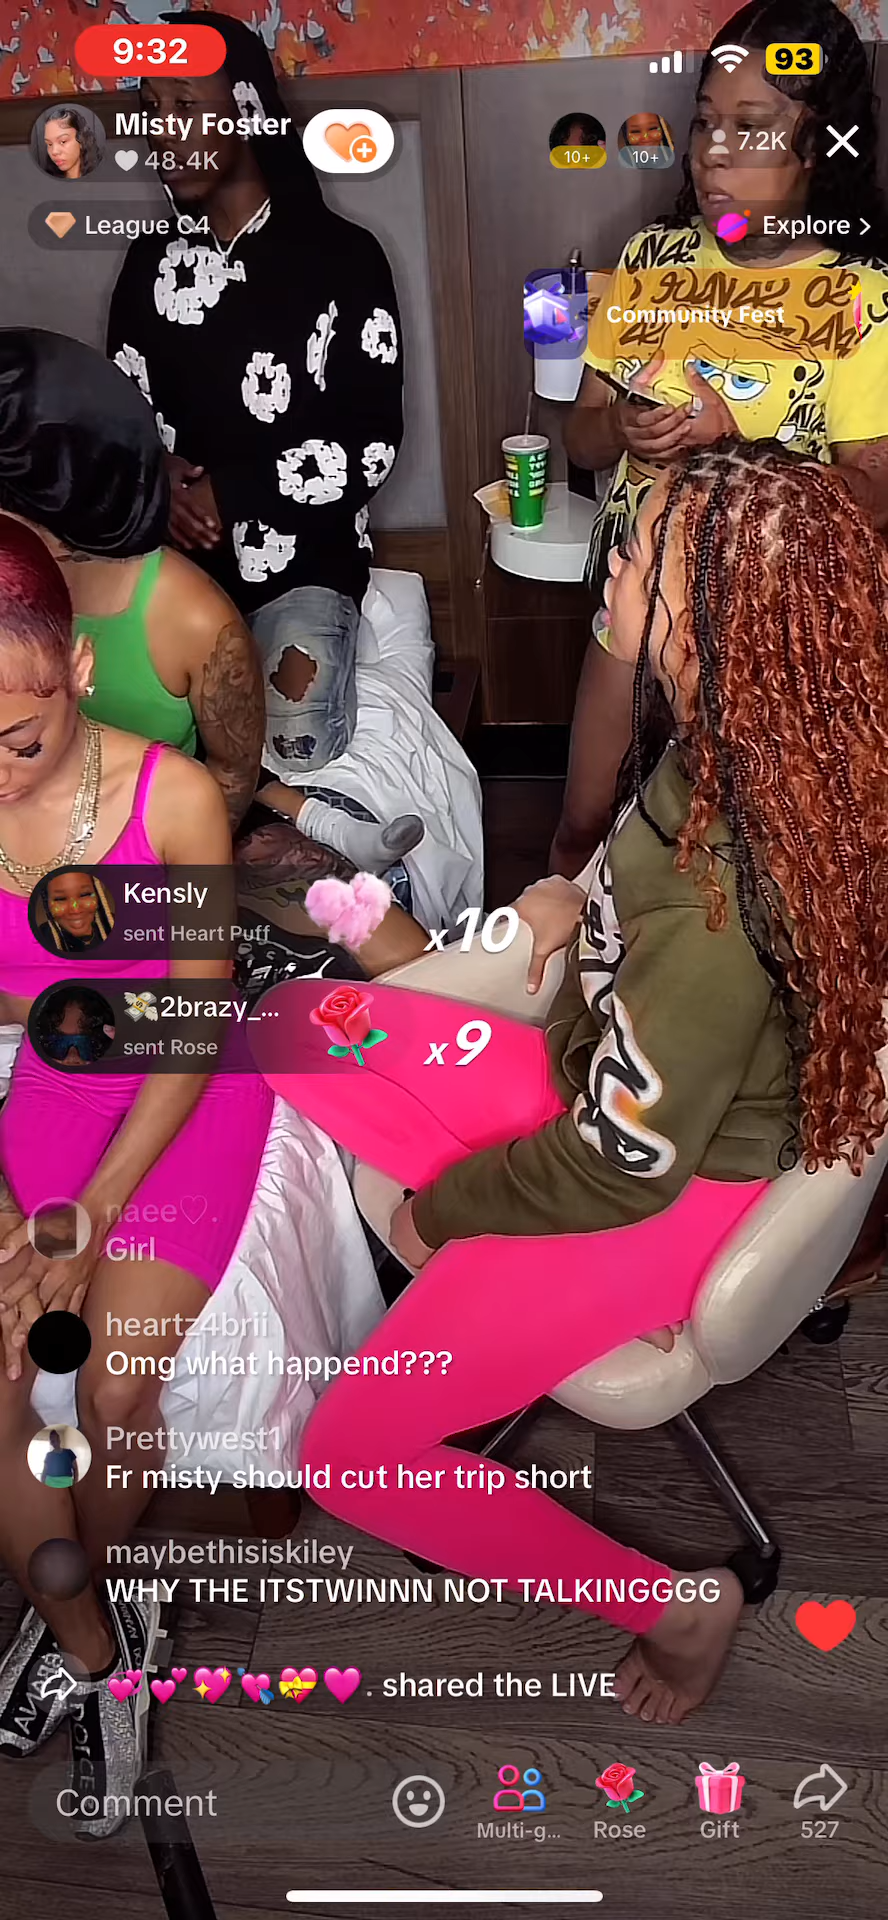 9:32
93
Misty Foster
48.4K
10+
10+
7.2K
League C4
Explore >
Community Fest
Kensly
sent Heart Puff
x10
💸2brazy_...
sent Rose
x9
naee♡.
Girl
heartz4brii
Omg what happend???
Prettywest1
Fr misty should cut her trip short
maybethisiskiley
WHY THE ITSTWINNN NOT TALKINGGGG
💞💕💖💘💝🩷. shared the LIVE
Comment
Multi-g...
Rose
Gift
527